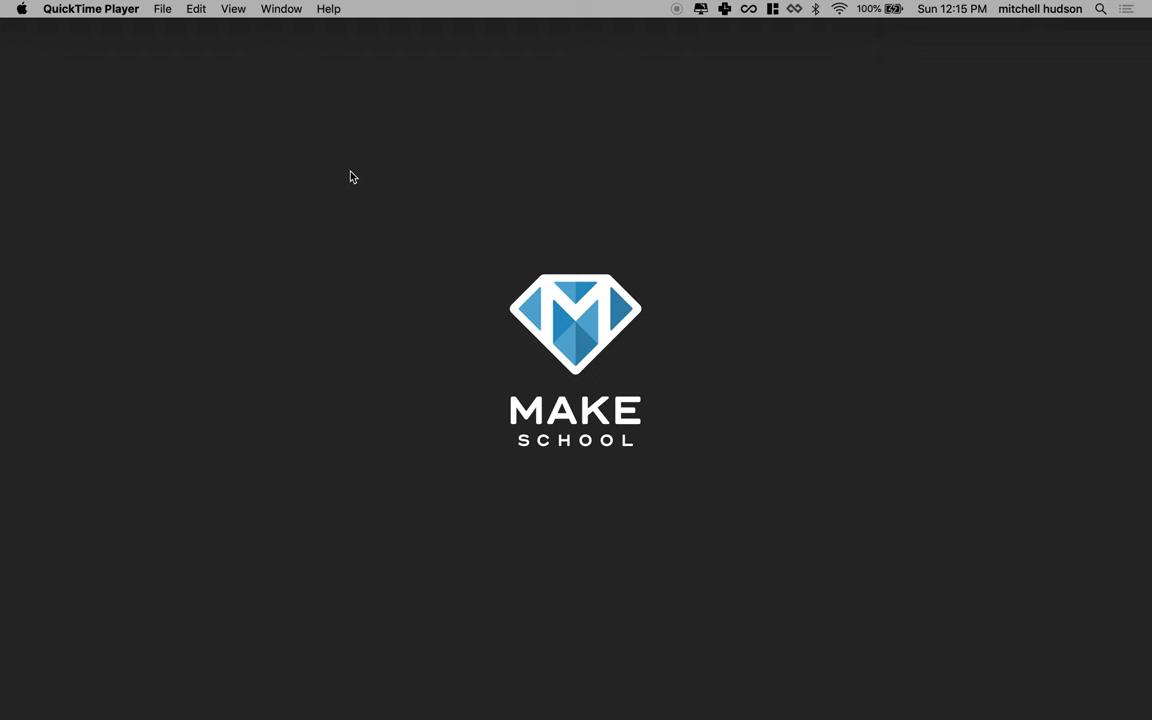 QuickTime Player File Edit View Window Help 100% Sun 12:15 PM mitchell hudson
MAKE
SCHOOL